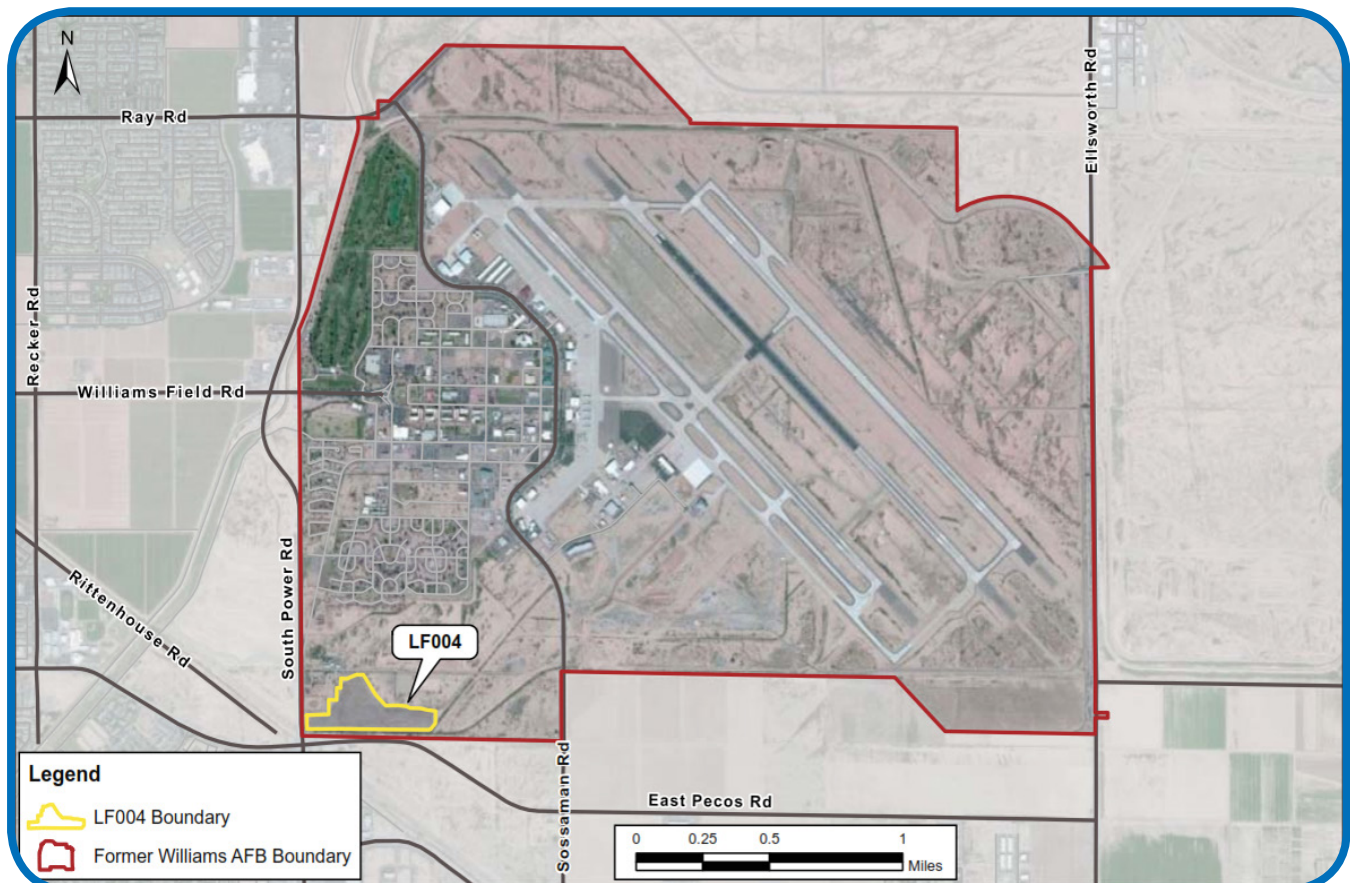 N
Ray Rd
Ellsworth Rd
Recker Rd
Williams Field Rd
South Power Rd
Rittenhouse Rd
LF004
Sossaman Rd
East Pecos Rd
Legend
LF004 Boundary
Former Williams AFB Boundary
0 0.25 0.5 1
Miles